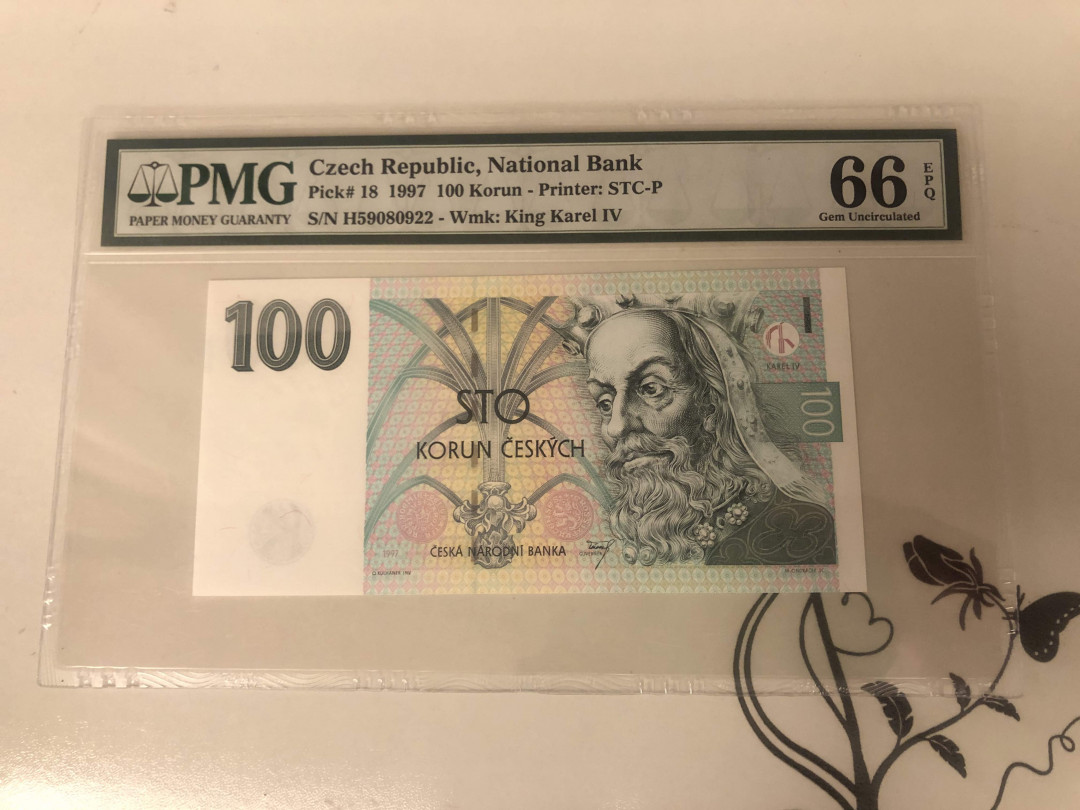 PMG
PAPER MONEY GUARANTY
Czech Republic, National Bank
Pick# 18 1997 100 Korun - Printer: STC-P
S/N H59080922 - Wmk: King Karel IV
66
EPQ
Gem Uncirculated
100
STO
KORUN ČESKÝCH
KAREL IV
100
1997
ČESKÁ NÁRODNÍ BANKA